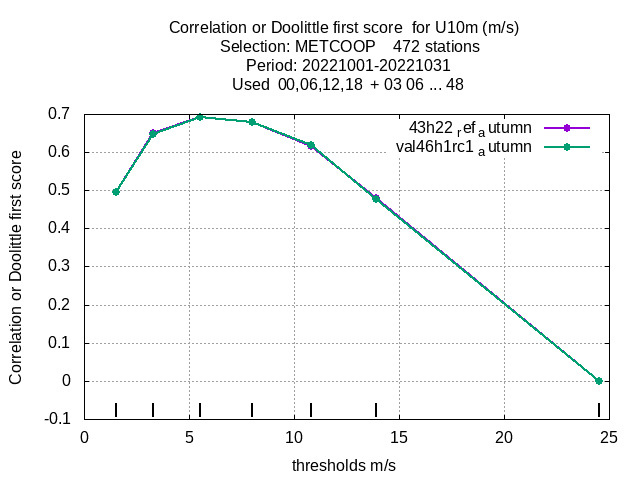 Correlation or Doolittle first score  for U10m (m/s)
Selection: METCOOP    472 stations
Period: 20221001-20221031
Used  00,06,12,18  + 03 06 ... 48
43h22 refautumn
val46h1rc1 autumn
Correlation or Doolittle first score
0.7
0.6
0.5
0.4
0.3
0.2
0.1
0
-0.1
0 5 10 15 20 25
thresholds m/s